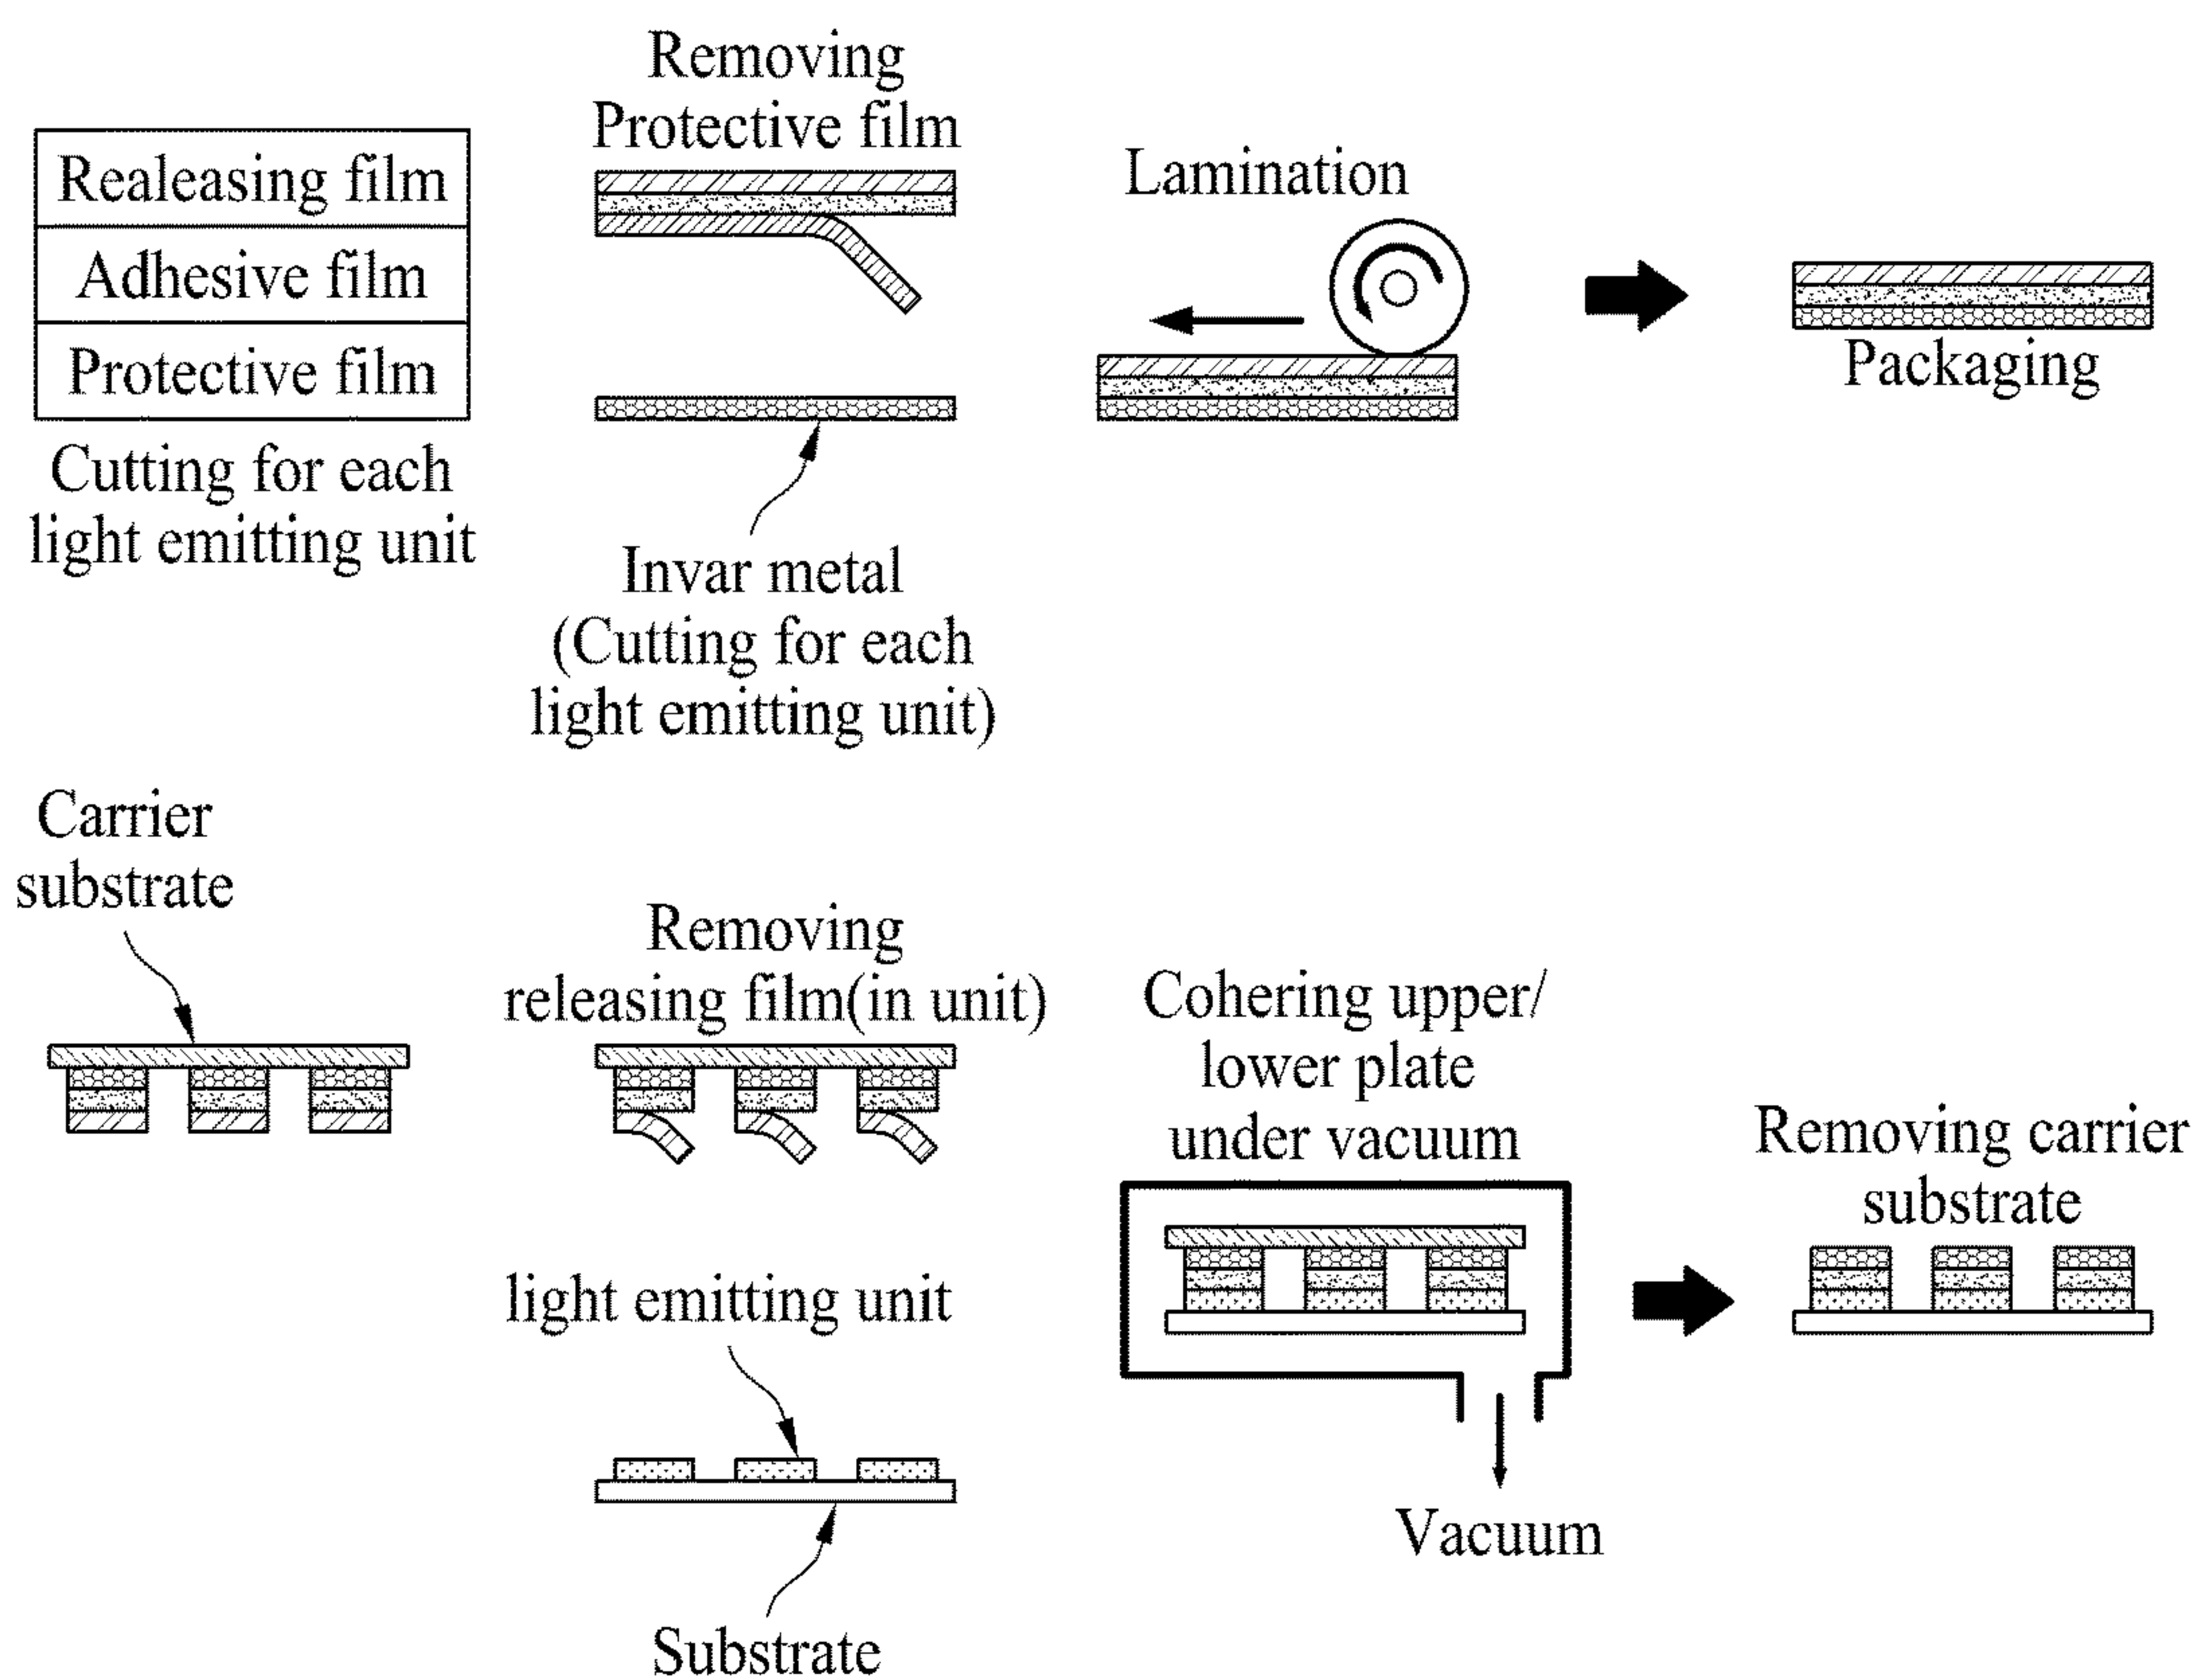 Realeasing film
Adhesive film
Protective film
Cutting for each
light emitting unit
Removing
Protective film
Invar metal
(Cutting for each
light emitting unit)
Lamination
Packaging
Carrier
substrate
Removing
releasing film(in unit)
light emitting unit
Substrate
Cohering upper/
lower plate
under vacuum
Vacuum
Removing carrier
substrate